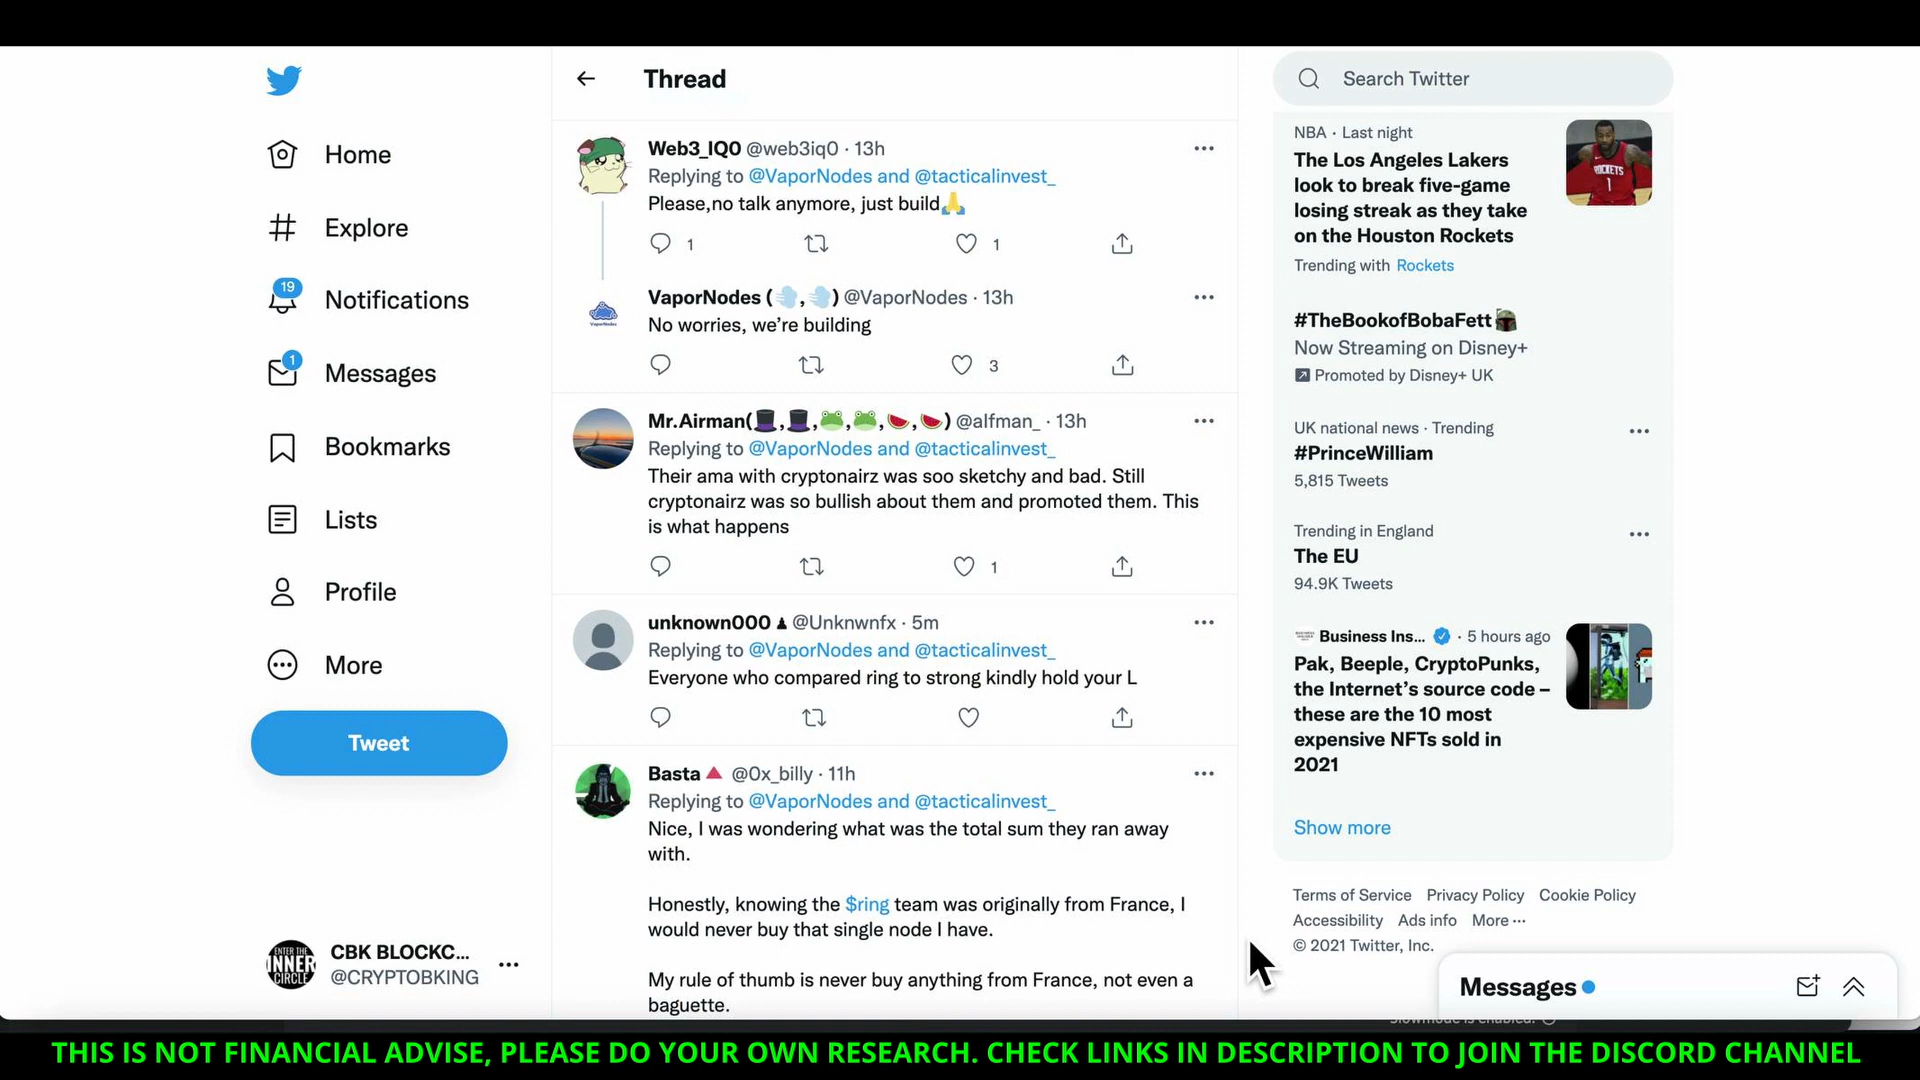 Home
Explore
19
Notifications
1
Messages
Bookmarks
Lists
Profile
More
Tweet
CBK BLOCKC...
@CRYPTOBKING
Thread
Web3_IQ0 @web3iq0 · 13h
Replying to @VaporNodes and @tacticalinvest_
Please,no talk anymore, just build🙏
1
1
VaporNodes (💨,💨) @VaporNodes · 13h
No worries, we're building
3
Mr.Airman(🎩,🎩,🐸,🐸,🍉,🍉) @alfman_ · 13h
Replying to @VaporNodes and @tacticalinvest_
Their ama with cryptonairz was soo sketchy and bad. Still
cryptonairz was so bullish about them and promoted them. This
is what happens
1
unknown000 ♟ @Unknwnfx · 5m
Replying to @VaporNodes and @tacticalinvest_
Everyone who compared ring to strong kindly hold your L
Basta 🔺 @0x_billy · 11h
Replying to @VaporNodes and @tacticalinvest_
Nice, I was wondering what was the total sum they ran away
with.
Honestly, knowing the $ring team was originally from France, I
would never buy that single node I have.
My rule of thumb is never buy anything from France, not even a
baguette.
Search Twitter
NBA · Last night
The Los Angeles Lakers
look to break five-game
losing streak as they take
on the Houston Rockets
Trending with Rockets
#TheBookofBobaFett
Now Streaming on Disney+
Promoted by Disney+ UK
UK national news · Trending
#PrinceWilliam
5,815 Tweets
Trending in England
The EU
94.9K Tweets
Business Ins... · 5 hours ago
Pak, Beeple, CryptoPunks,
the Internet's source code –
these are the 10 most
expensive NFTs sold in
2021
Show more
Terms of Service Privacy Policy Cookie Policy
Accessibility Ads info More ···
© 2021 Twitter, Inc.
Messages
THIS IS NOT FINANCIAL ADVISE, PLEASE DO YOUR OWN RESEARCH. CHECK LINKS IN DESCRIPTION TO JOIN THE DISCORD CHANNEL